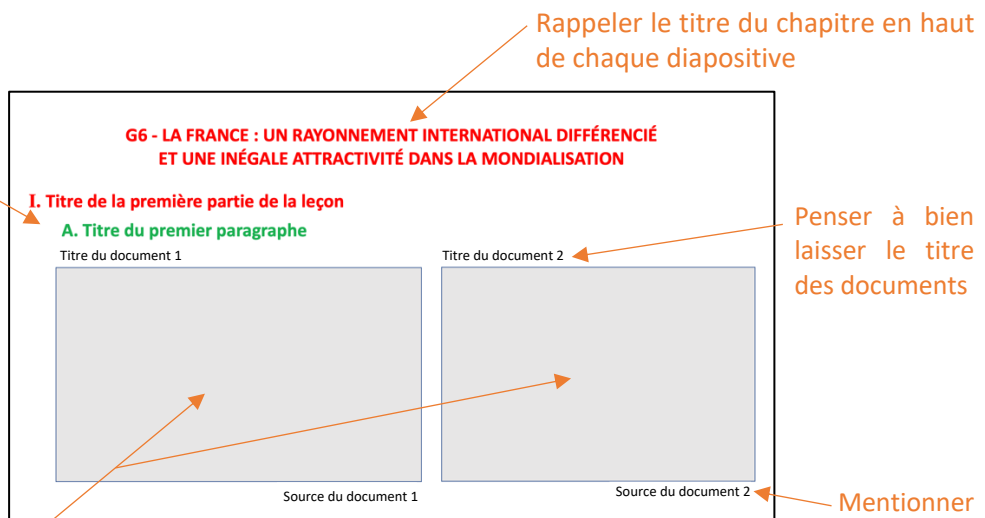 Rappeler le titre du chapitre en haut
de chaque diapositive
G6 - LA FRANCE : UN RAYONNEMENT INTERNATIONAL DIFFÉRENCIÉ
ET UNE INÉGALE ATTRACTIVITÉ DANS LA MONDIALISATION
I. Titre de la première partie de la leçon
A. Titre du premier paragraphe
Titre du document 1
Titre du document 2
Penser à bien
laisser le titre
des documents
Source du document 1
Source du document 2
Mentionner